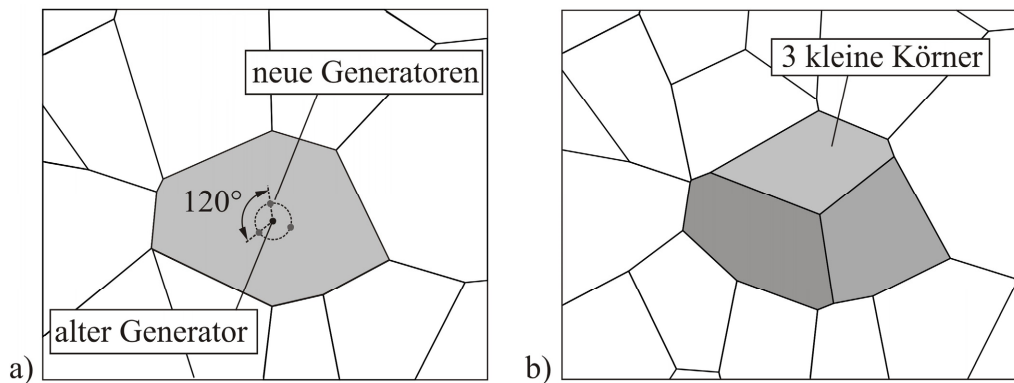 neue Generatoren
120°
alter Generator
a)
3 kleine Körner
b)